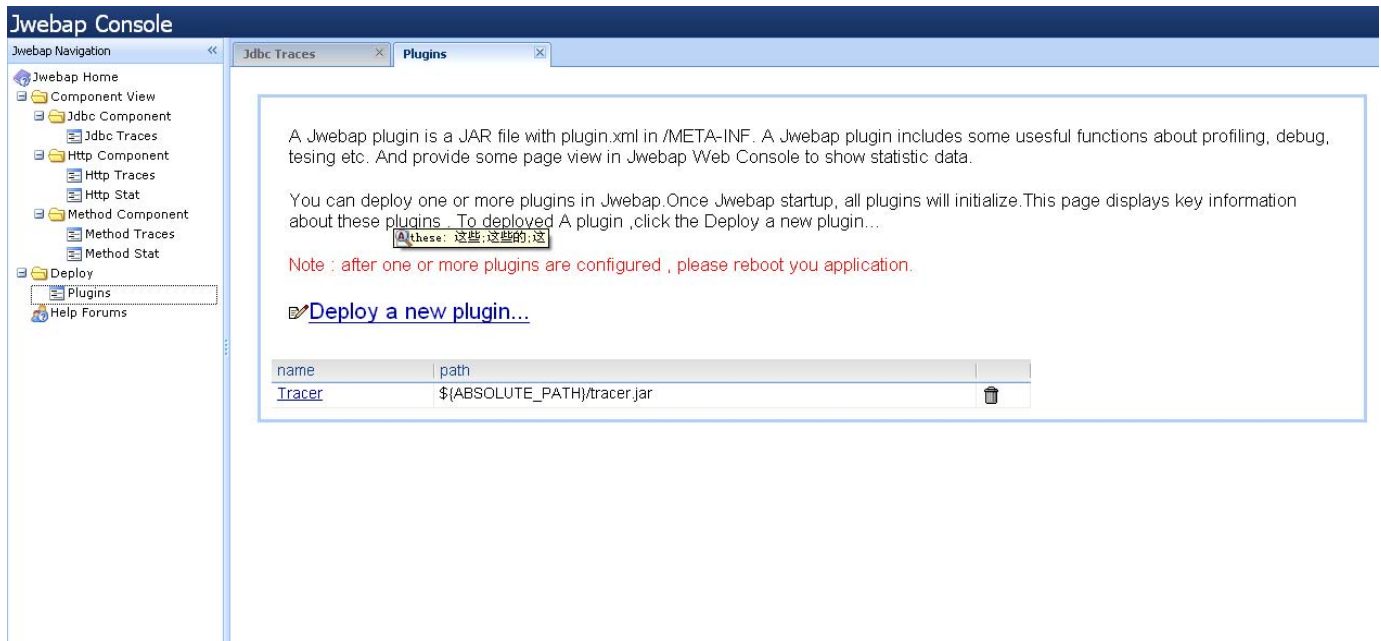 Jwebap Console
Jwebap Navigation
Jwebap Home
Component View
Jdbc Component
Jdbc Traces
Http Component
Http Traces
Http Stat
Method Component
Method Traces
Method Stat
Deploy
Plugins
Help Forums
Jdbc Traces
Plugins
A Jwebap plugin is a JAR file with plugin.xml in /META-INF. A Jwebap plugin includes some usesful functions about profiling, debug,
tesing etc. And provide some page view in Jwebap Web Console to show statistic data.
You can deploy one or more plugins in Jwebap.Once Jwebap startup, all plugins will initialize.This page displays key information
about these plugins . To deployed A plugin ,click the Deploy a new plugin...
these: 这些;这些的;这
Note : after one or more plugins are configured , please reboot you application.
Deploy a new plugin...
name path
Tracer ${ABSOLUTE_PATH}/tracer.jar